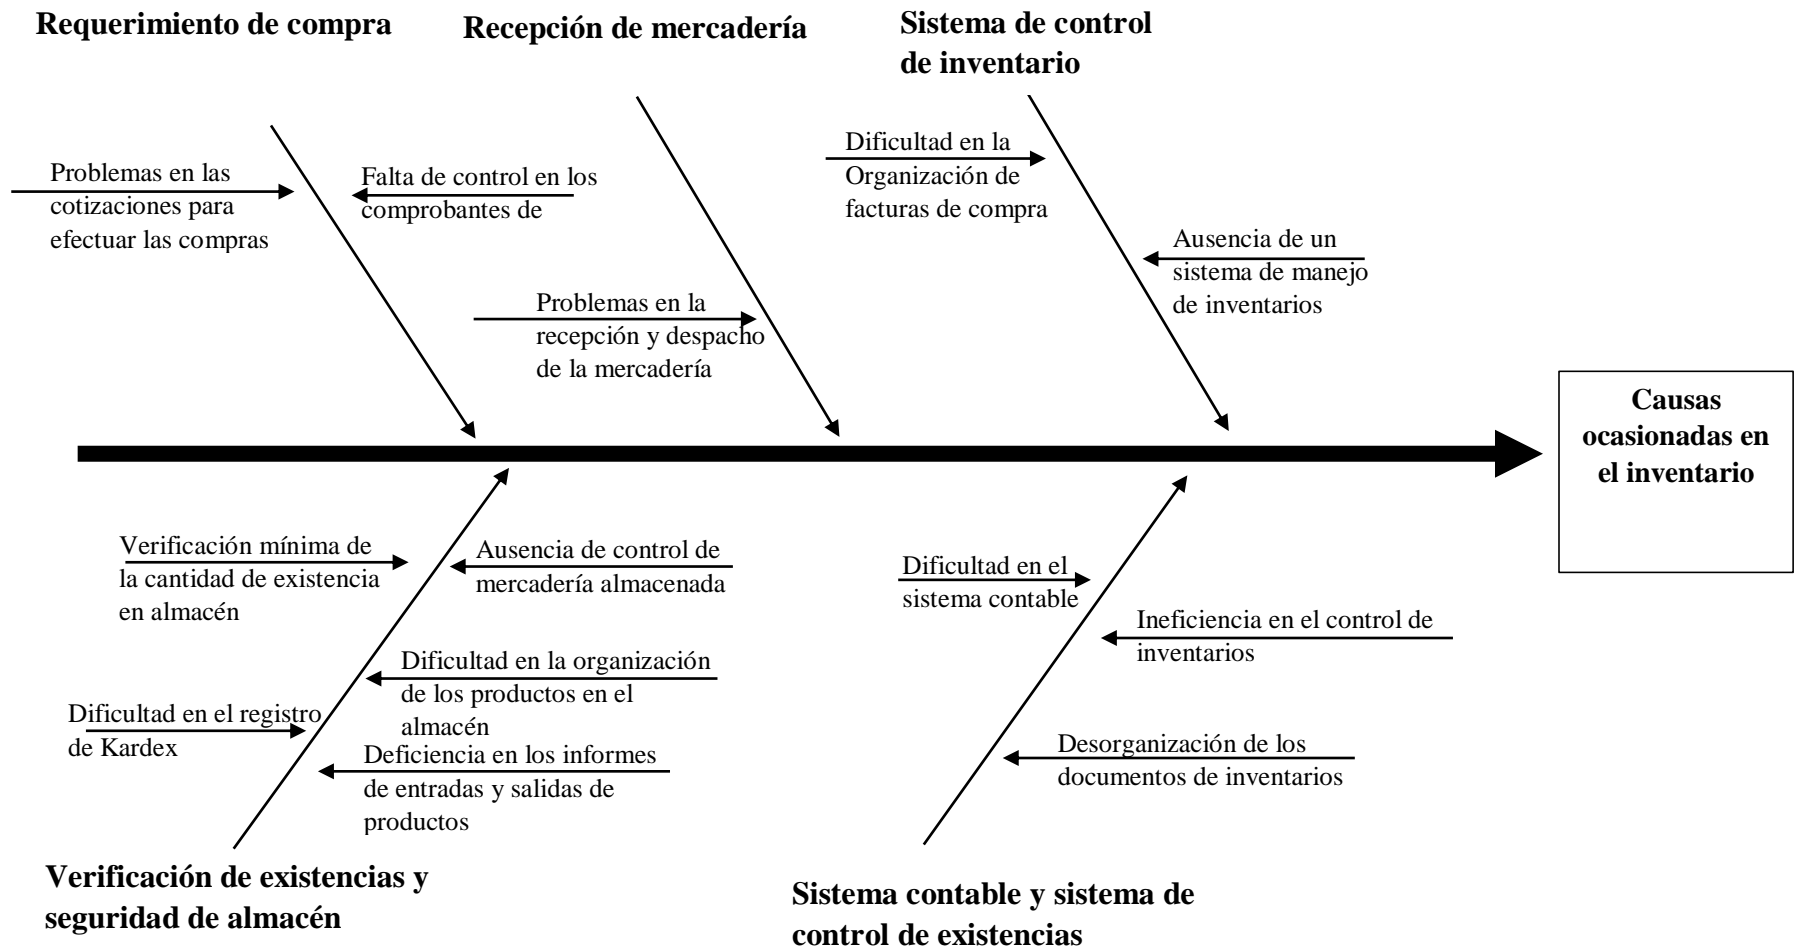 Requerimiento de compra
Recepción de mercadería
Sistema de control
de inventario
Problemas en las
cotizaciones para
efectuar las compras
Falta de control en los
comprobantes de
Problemas en la
recepción y despacho
de la mercadería
Dificultad en la
Organización de
facturas de compra
Ausencia de un
sistema de manejo
de inventarios
Causas
ocasionadas en
el inventario
Verificación mínima de
la cantidad de existencia
en almacén
Ausencia de control de
mercadería almacenada
Dificultad en la organización
de los productos en el
almacén
Dificultad en el registro
de Kardex
Deficiencia en los informes
de entradas y salidas de
productos
Dificultad en el
sistema contable
Ineficiencia en el control de
inventarios
Desorganización de los
documentos de inventarios
Verificación de existencias y
seguridad de almacén
Sistema contable y sistema de
control de existencias